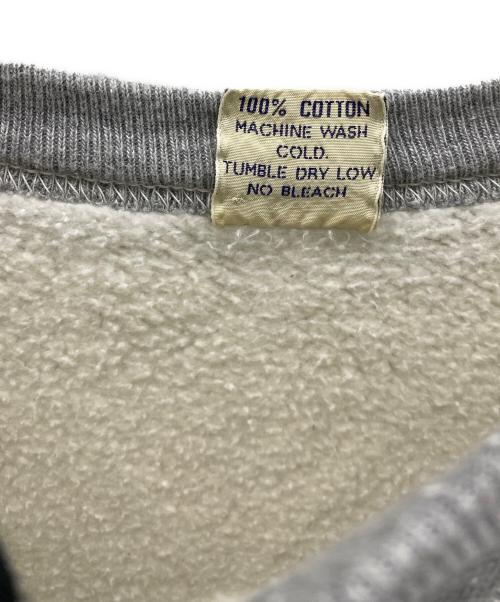 100% COTTON
MACHINE WASH
COLD.
TUMBLE DRY LOW
NO BLEACH